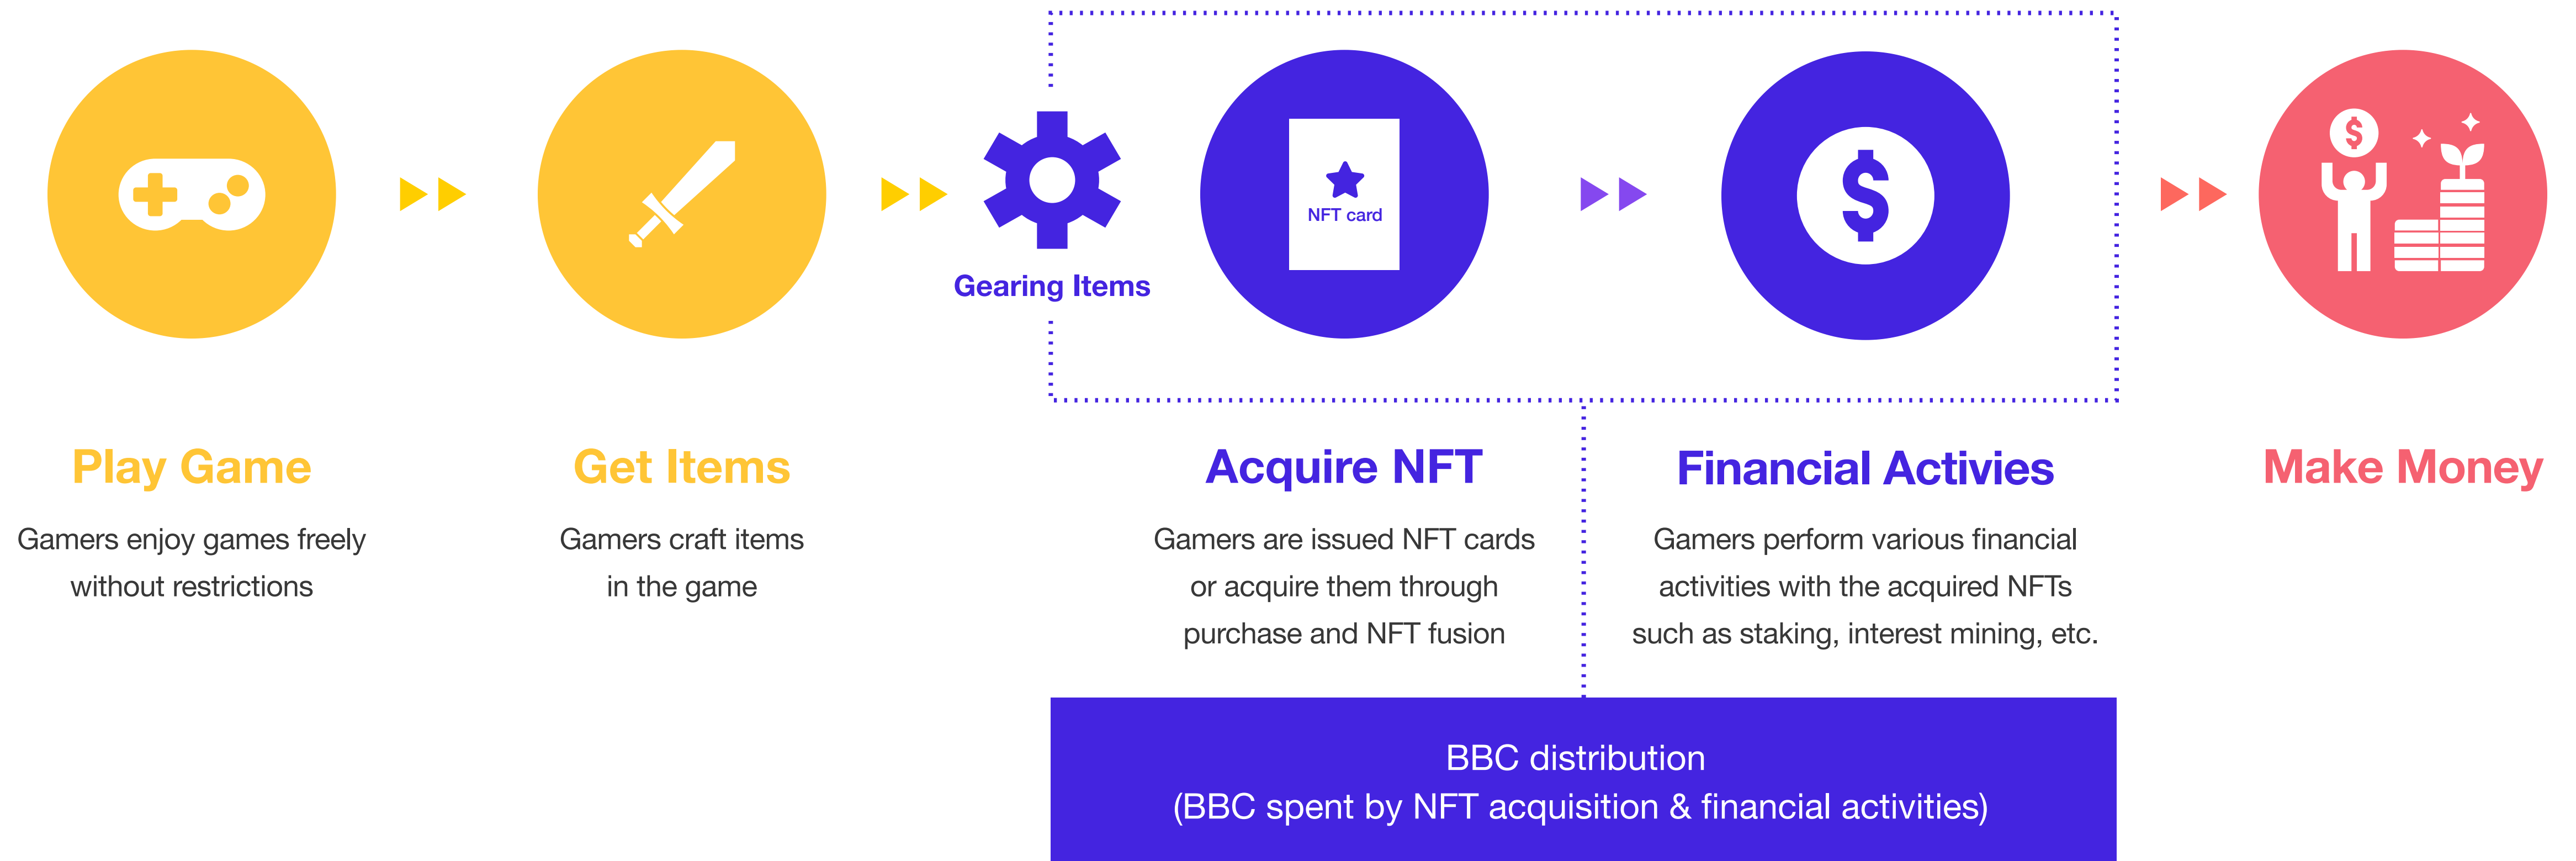 NFT card
Gearing Items
Play Game
Gamers enjoy games freely
without restrictions
Get Items
Gamers craft items
in the game
Acquire NFT
Gamers are issued NFT cards
or acquire them through
purchase and NFT fusion
Financial Activies
Gamers perform various financial
activities with the acquired NFTs
such as staking, interest mining, etc.
Make Money
BBC distribution
(BBC spent by NFT acquisition & financial activities)